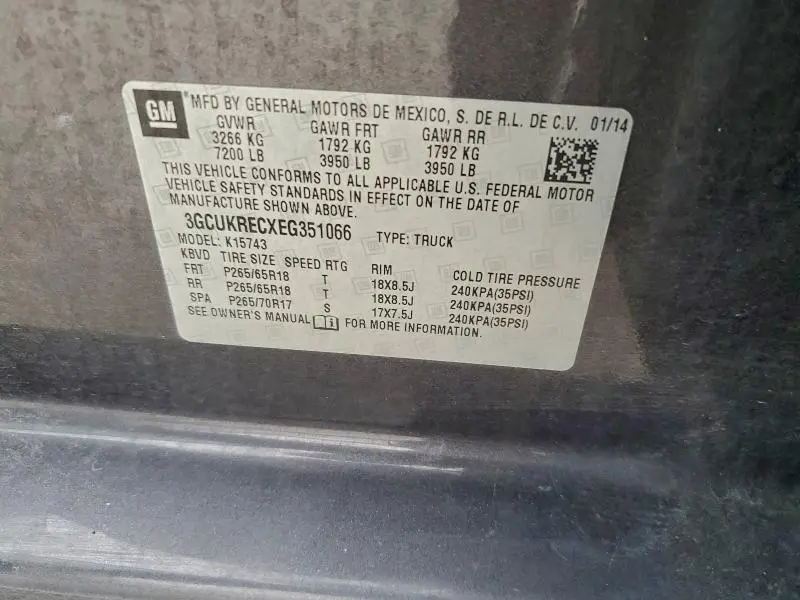 GM MFD BY GENERAL MOTORS DE MEXICO, S. DE R.L. DE C.V. 01/14
GVWR GAWR FRT GAWR RR
3266 KG 1792 KG 1792 KG
7200 LB 3950 LB 3950 LB
THIS VEHICLE CONFORMS TO ALL APPLICABLE U.S. FEDERAL MOTOR
VEHICLE SAFETY STANDARDS IN EFFECT ON THE DATE OF
MANUFACTURE SHOWN ABOVE.
3GCUKRECXEG351066 TYPE: TRUCK
MODEL: K15743
KBVD TIRE SIZE SPEED RTG RIM COLD TIRE PRESSURE
FRT P265/65R18 T 18X8.5J 240KPA(35PSI)
RR P265/65R18 T 18X8.5J 240KPA(35PSI)
SPA P265/70R17 S 17X7.5J 240KPA(35PSI)
SEE OWNER'S MANUAL FOR MORE INFORMATION.